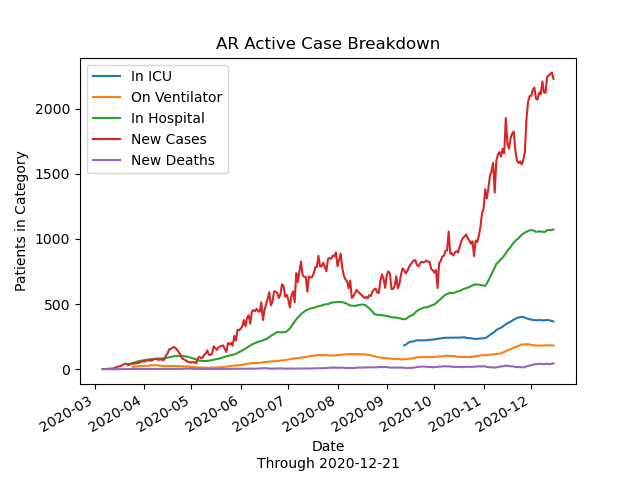 AR Active Case Breakdown
In ICU
On Ventilator
In Hospital
New Cases
New Deaths
Patients in Category
2000
1500
1000
500
0
2020-03
2020-04
2020-05
2020-06
2020-07
2020-08
2020-09
2020-10
2020-11
2020-12
Date
Through 2020-12-21